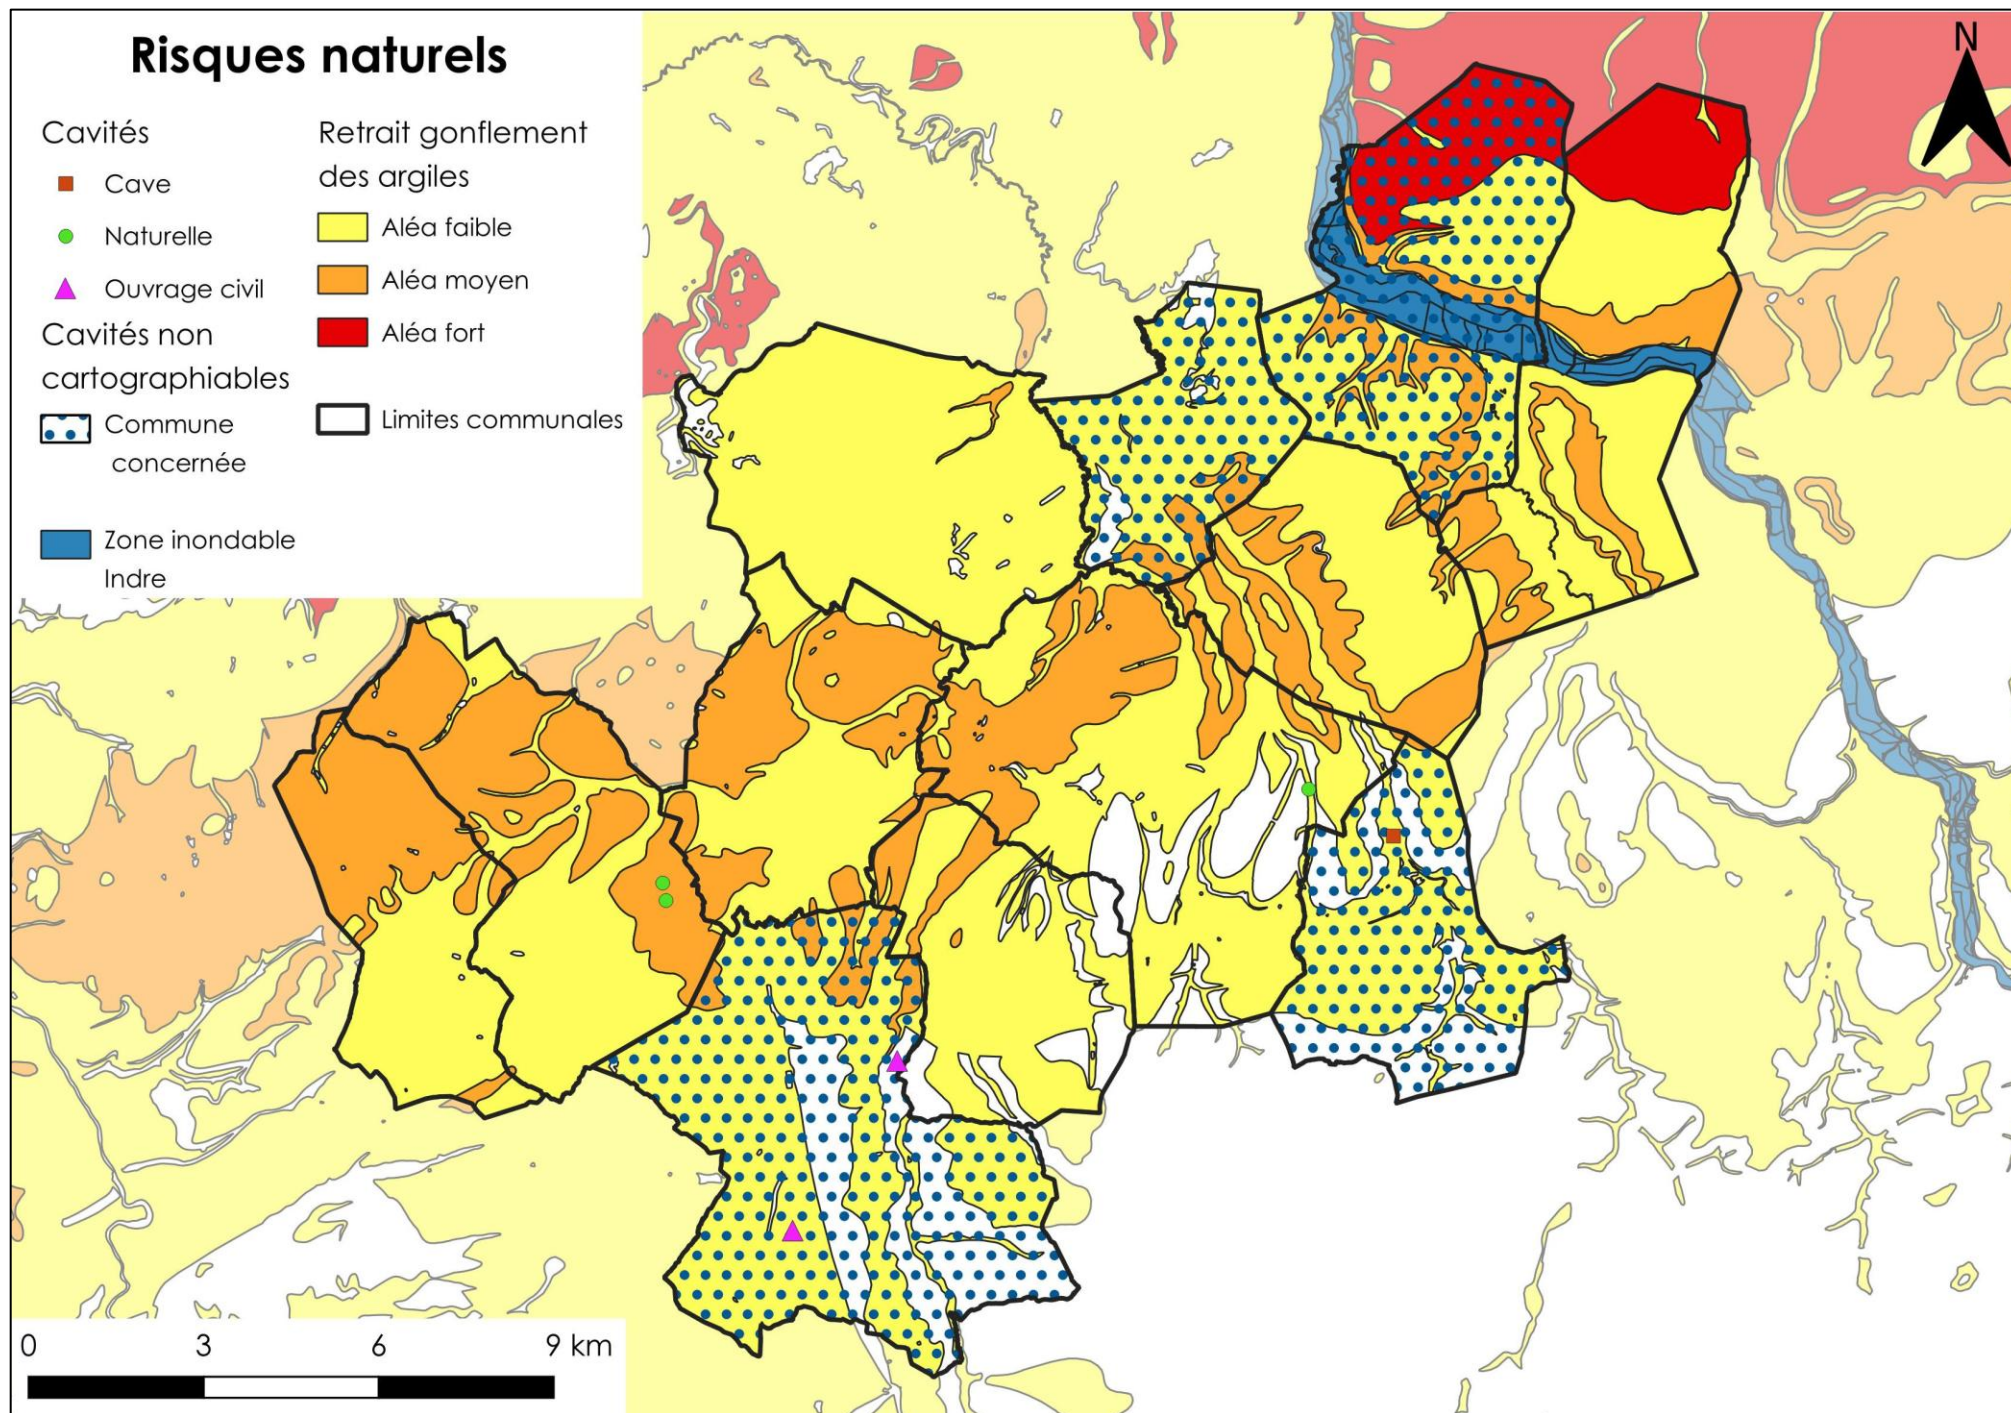 Risques naturels
N
Cavités
Cave
Naturelle
Ouvrage civil
Cavités non
cartographiables
Commune
concernée
Zone inondable
Indre
Retrait gonflement
des argiles
Aléa faible
Aléa moyen
Aléa fort
Limites communales
0 3 6 9 km